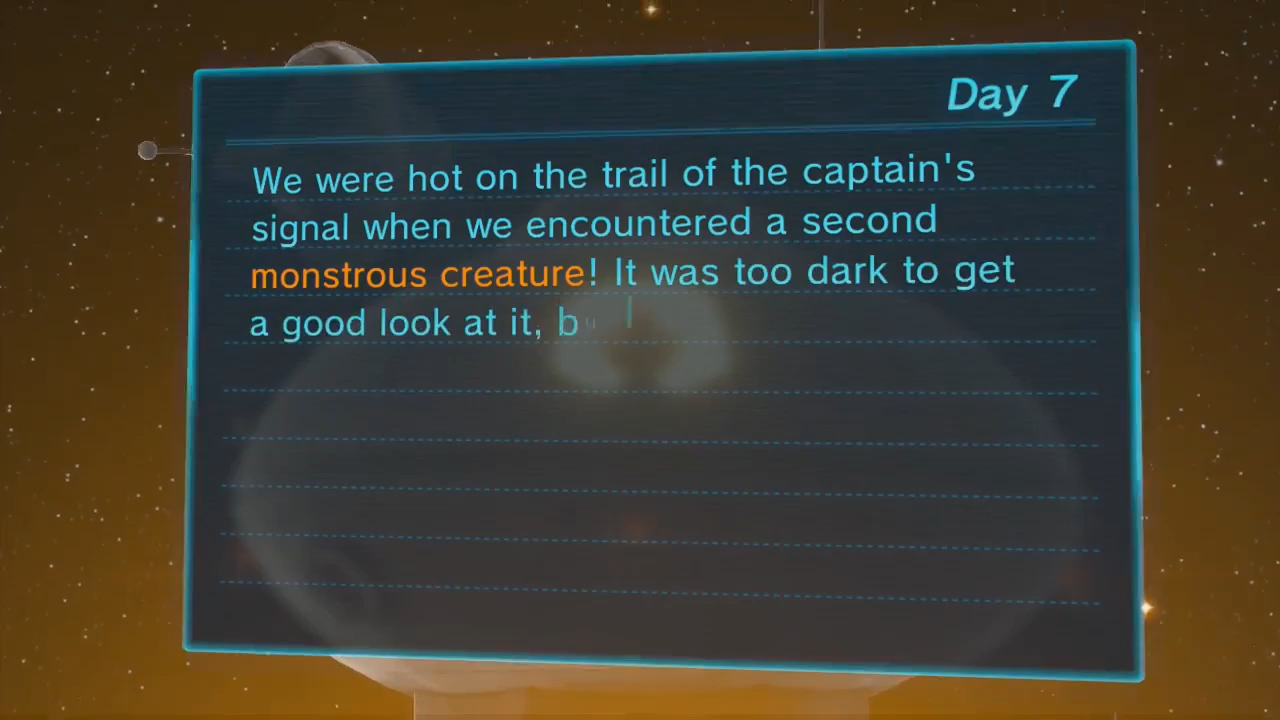 Day 7
We were hot on the trail of the captain's
signal when we encountered a second
monstrous creature! It was too dark to get
a good look at it,